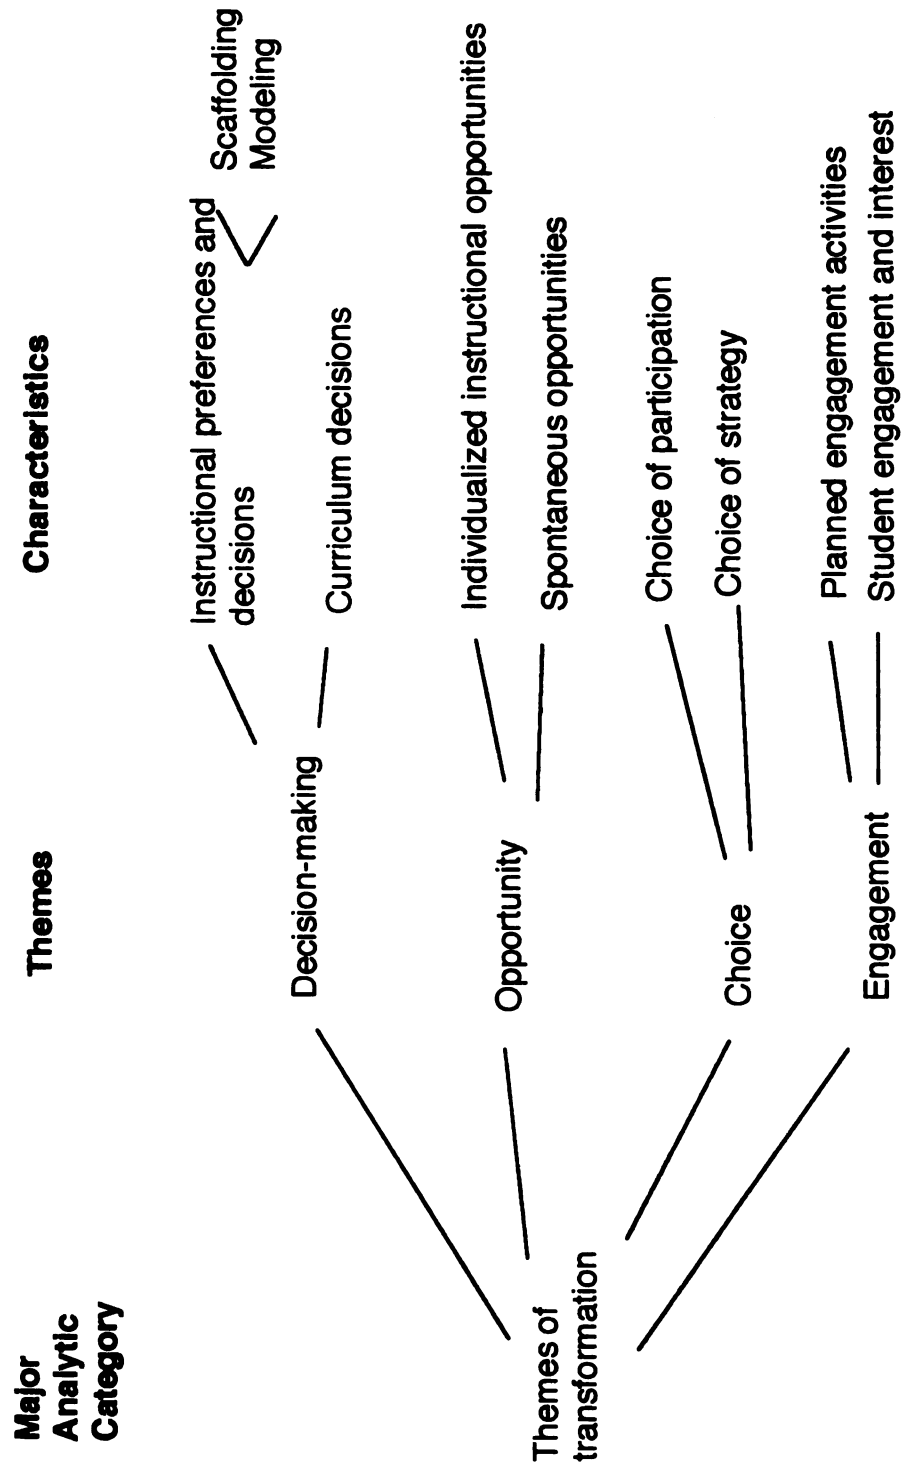 Major
Analytic
Category
Themes
Characteristics
Themes of
transformation
Decision-making
Instructional preferences and
decisions
Scaffolding
Modeling
Curriculum decisions
Opportunity
Individualized instructional opportunities
Spontaneous opportunities
Choice
Choice of participation
Choice of strategy
Engagement
Planned engagement activities
Student engagement and interest